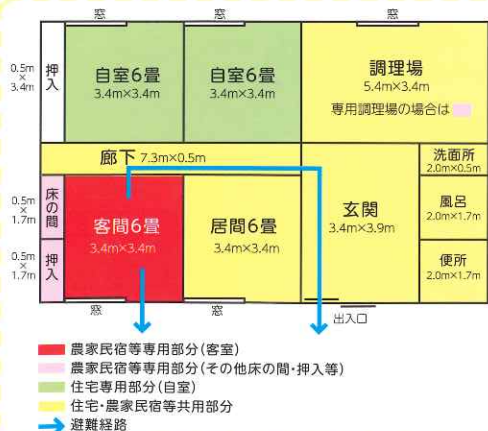 窓 窓 窓
0.5m × 3.4m
押入
自室6畳
3.4m×3.4m
自室6畳
3.4m×3.4m
調理場
5.4m×3.4m
専用調理場の場合は
廊下 7.3m×0.5m
洗面所
2.0m×0.5m
0.5m × 1.7m
床の間
客間6畳
3.4m×3.4m
居間6畳
3.4m×3.4m
玄関
3.4m×3.9m
風呂
2.0m×1.7m
0.5m × 1.7m
押入
便所
2.0m×1.7m
窓 窓
出入口
農家民宿等専用部分(客室)
農家民宿等専用部分(その他床の間・押入等)
住宅専用部分(自室)
住宅・農家民宿等共用部分
避難経路